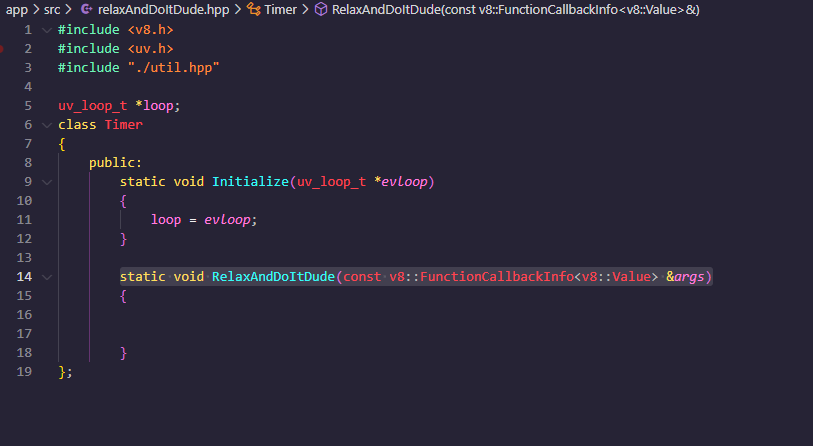 app > src > relaxAndDoItDude.hpp > Timer > RelaxAndDoItDude(const v8::FunctionCallbackInfo<v8::Value>&)
1 #include <v8.h>
2 #include <uv.h>
3 #include "./util.hpp"
4
5 uv_loop_t *loop;
6 class Timer
7 {
8 public:
9 static void Initialize(uv_loop_t *evloop)
10 {
11 loop = evloop;
12 }
13
14 static void RelaxAndDoItDude(const v8::FunctionCallbackInfo<v8::Value> &args)
15 {
16
17
18 }
19 };